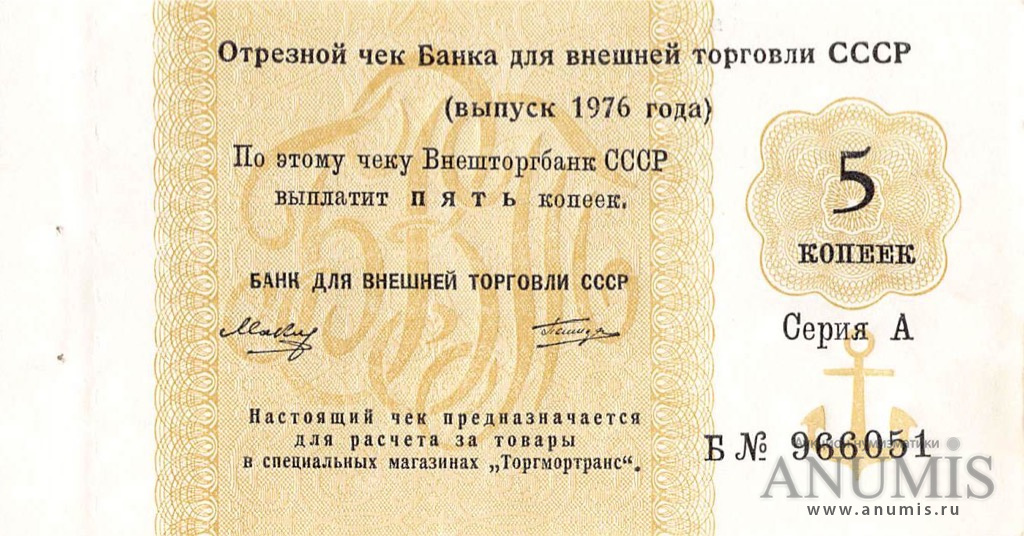 Отрезной чек Банка для внешней торговли СССР
(выпуск 1976 года)
По этому чеку Внешторгбанк СССР
выплатит пять копеек.
5
КОПЕЕК
БАНК ДЛЯ ВНЕШНЕЙ ТОРГОВЛИ СССР
Серия А
Настоящий чек предназначается
для расчета за товары
в специальных магазинах „Торгмортранс“.
Б № 966051
ANUMIS
www.anumis.ru